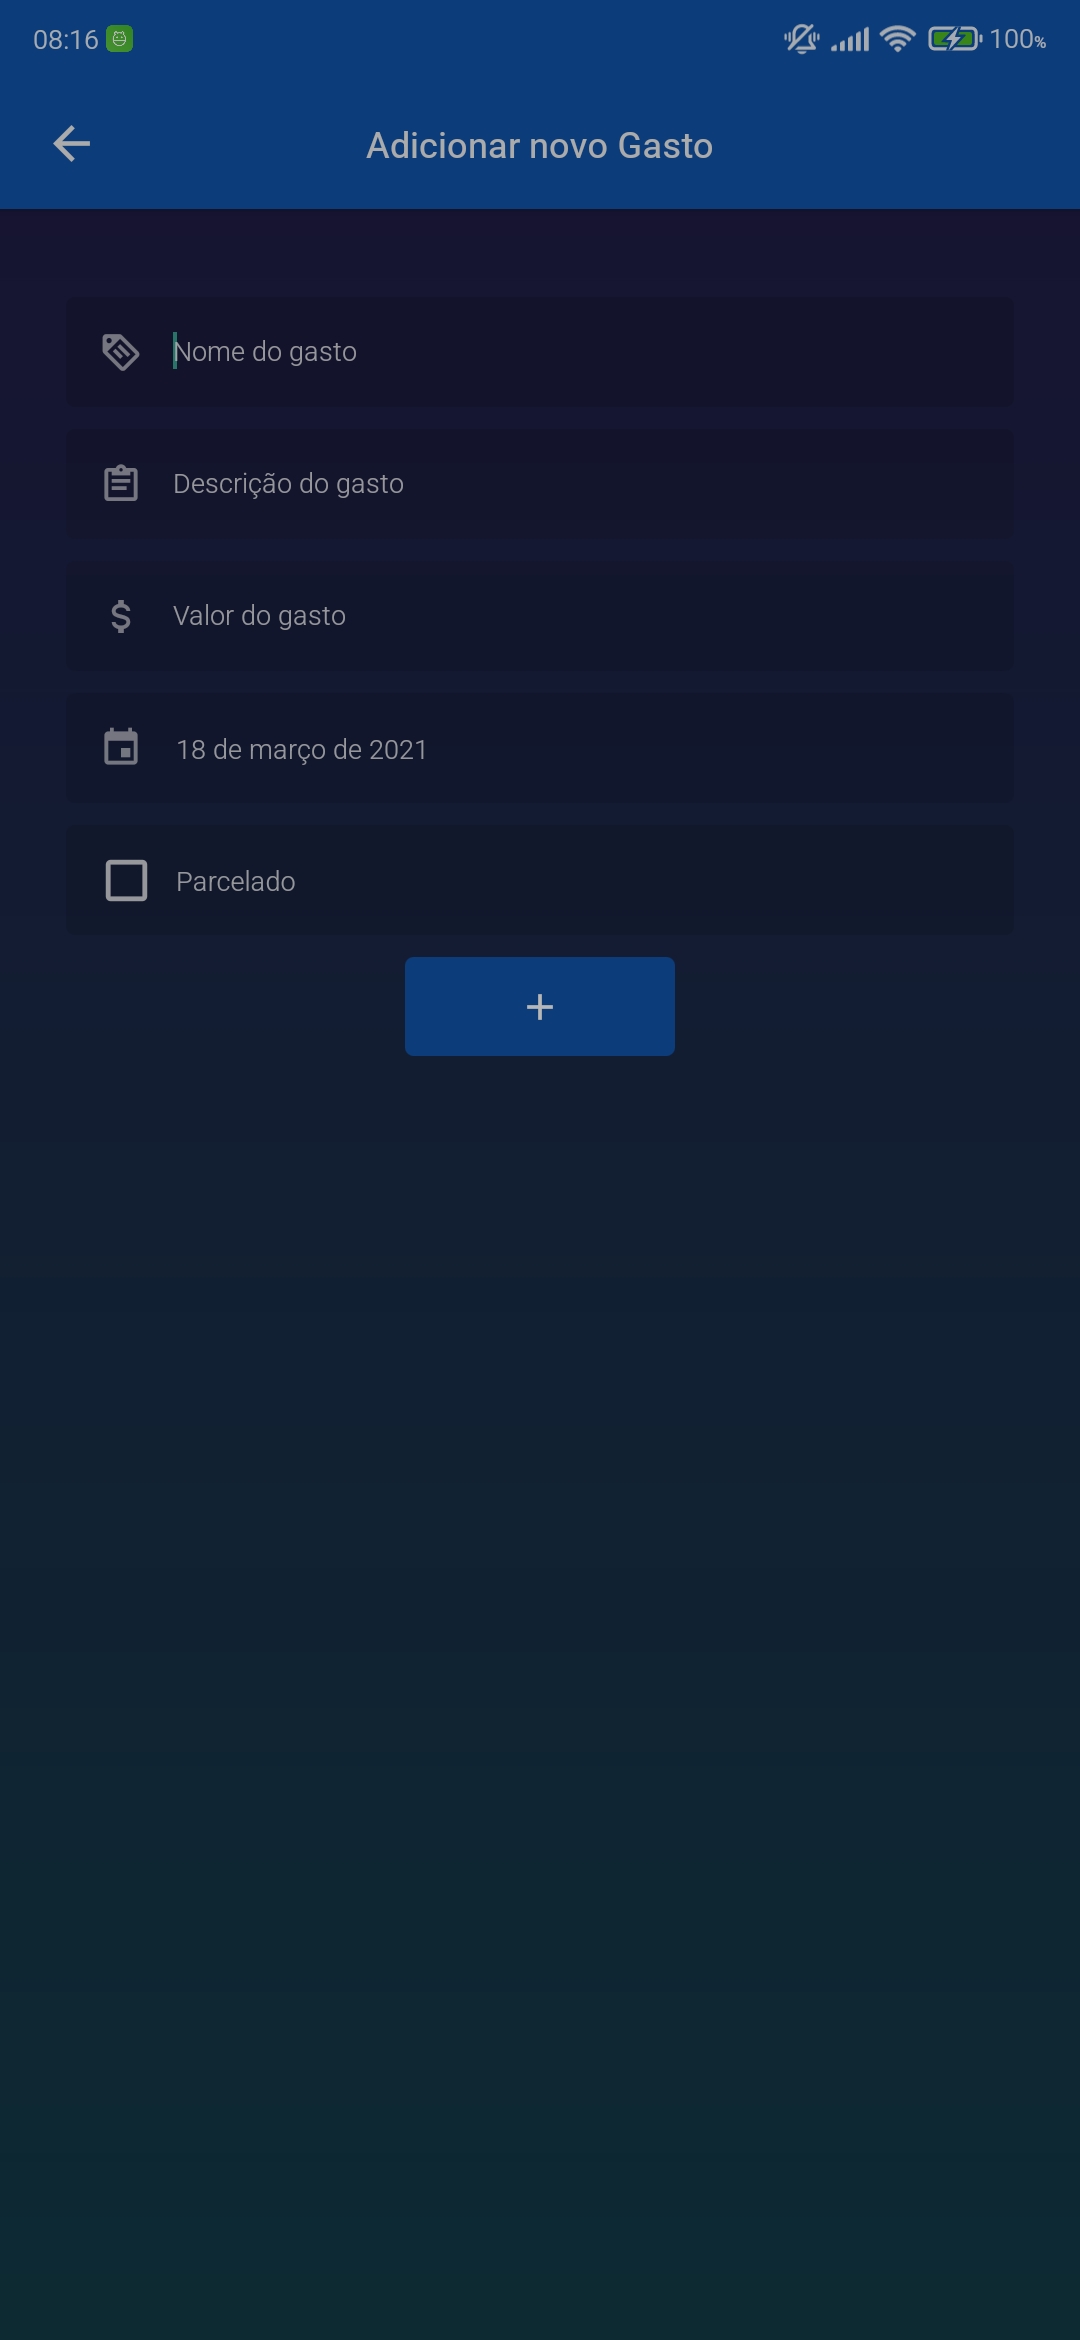 08:16 100%
Adicionar novo Gasto
Nome do gasto
Descrição do gasto
Valor do gasto
18 de março de 2021
Parcelado
+